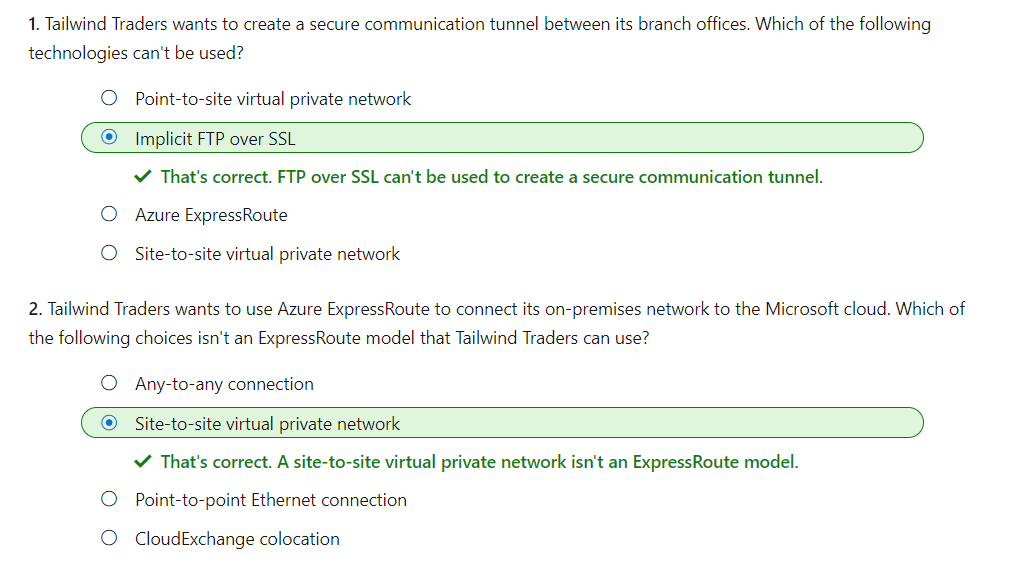 1. Tailwind Traders wants to create a secure communication tunnel between its branch offices. Which of the following
technologies can't be used?
Point-to-site virtual private network
Implicit FTP over SSL
That's correct. FTP over SSL can't be used to create a secure communication tunnel.
Azure ExpressRoute
Site-to-site virtual private network
2. Tailwind Traders wants to use Azure ExpressRoute to connect its on-premises network to the Microsoft cloud. Which of
the following choices isn't an ExpressRoute model that Tailwind Traders can use?
Any-to-any connection
Site-to-site virtual private network
That's correct. A site-to-site virtual private network isn't an ExpressRoute model.
Point-to-point Ethernet connection
CloudExchange colocation